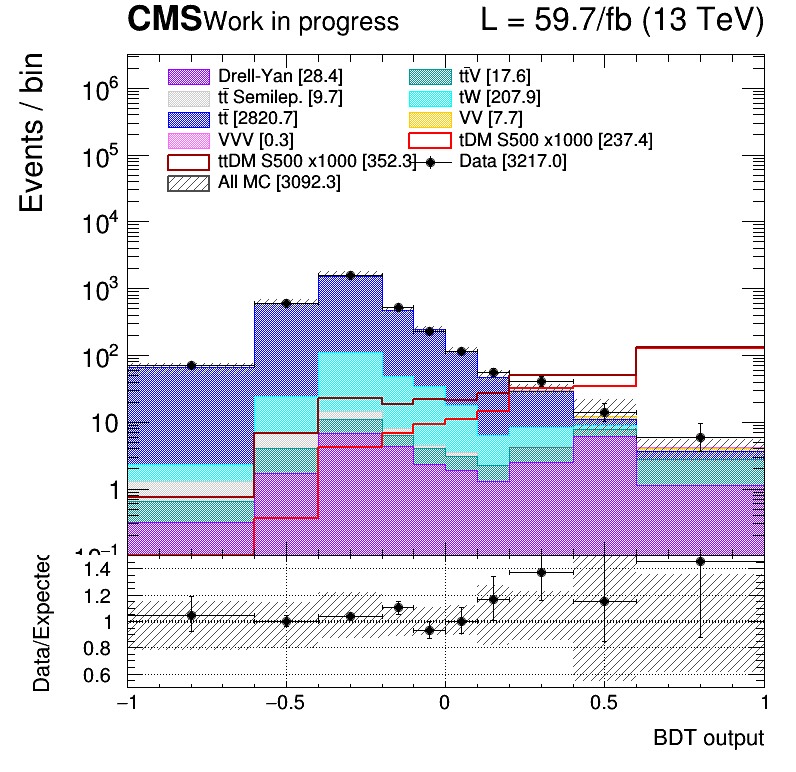 CMS Work in progress L = 59.7/fb (13 TeV)
Events / bin
10⁶
10⁵
10⁴
10³
10²
10
1
10⁻¹
Drell-Yan [28.4]
tt̄V [17.6]
tt̄ Semilep. [9.7]
tW [207.9]
tt̄ [2820.7]
VV [7.7]
VVV [0.3]
tDM S500 x1000 [237.4]
ttDM S500 x1000 [352.3]
Data [3217.0]
All MC [3092.3]
Data/Expected
1.4
1.2
1
0.8
0.6
−1 −0.5 0 0.5 1
BDT output